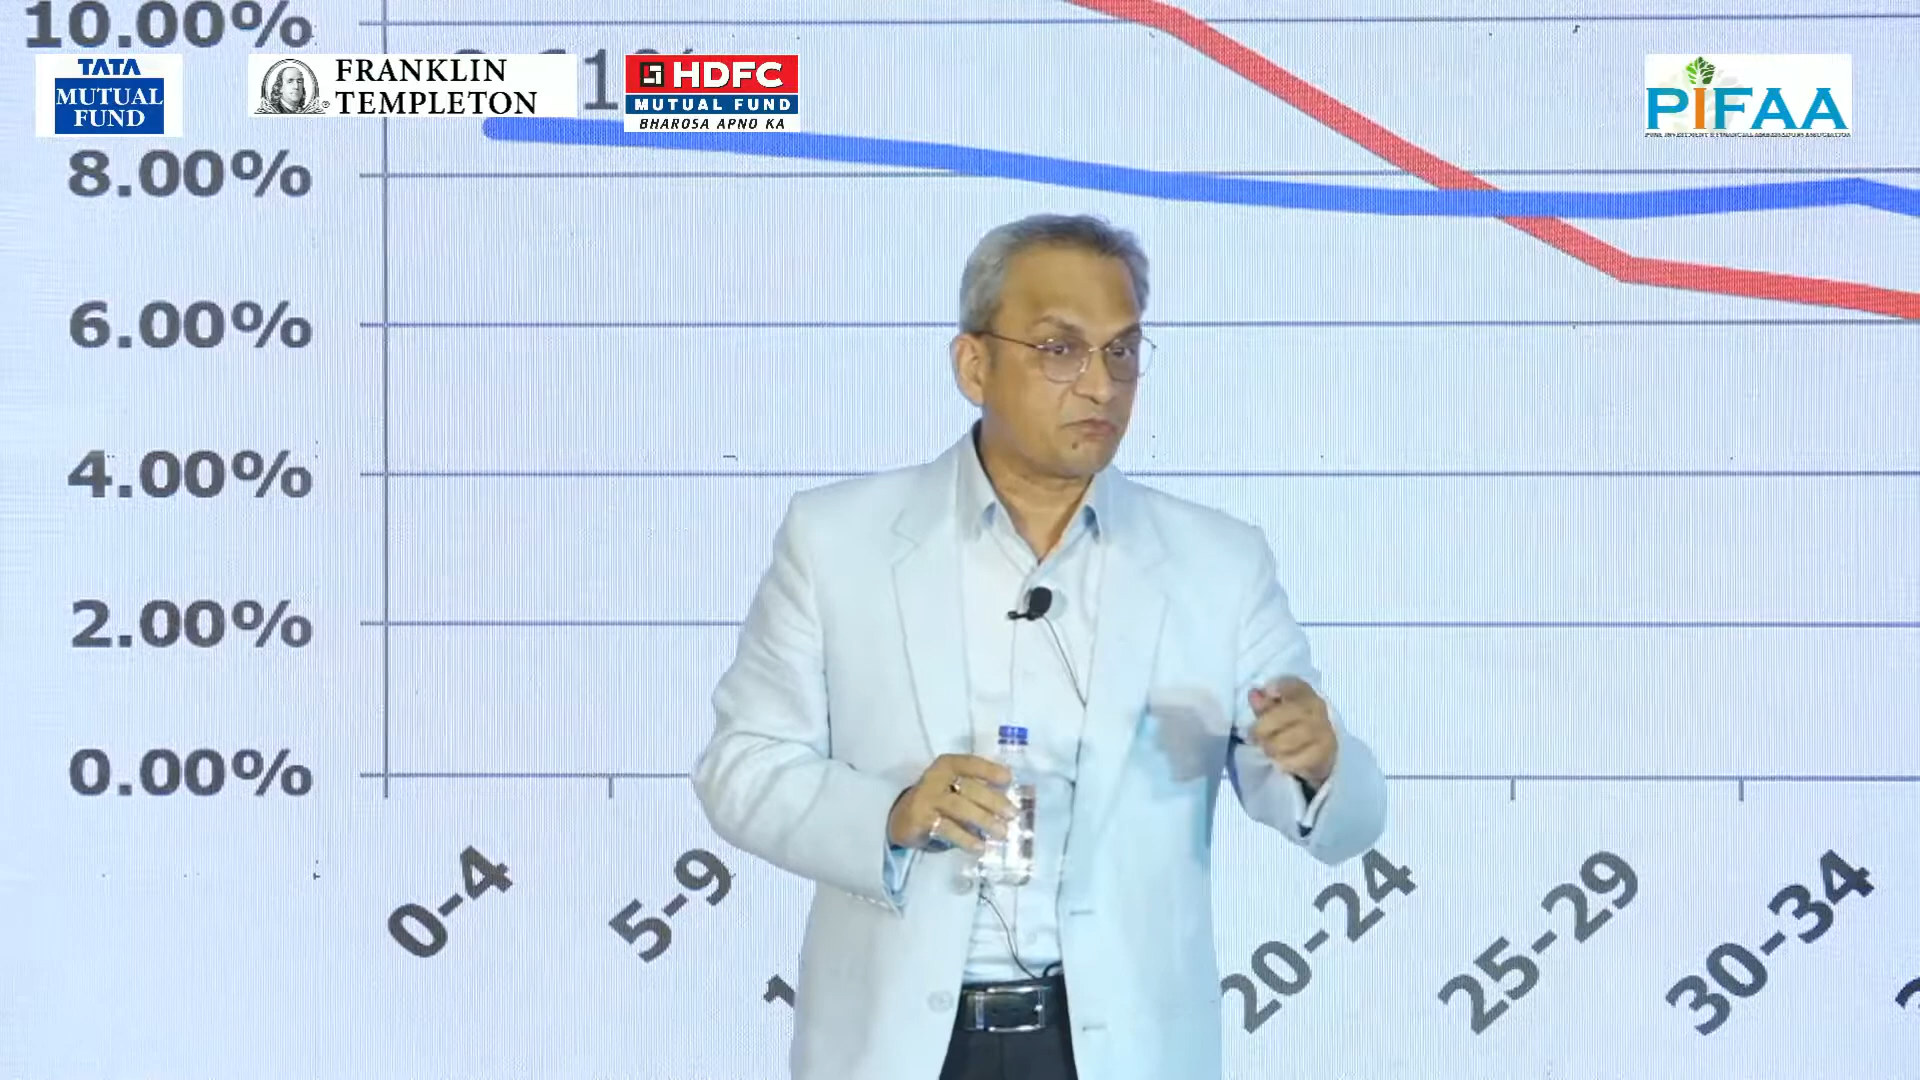 10.00%
TATA
MUTUAL
FUND
FRANKLIN
TEMPLETON
HDFC
MUTUAL FUND
BHAROSA APNO KA
PIFAA
8.00%
6.00%
4.00%
2.00%
0.00%
0-4
5-9
20-24
25-29
30-34